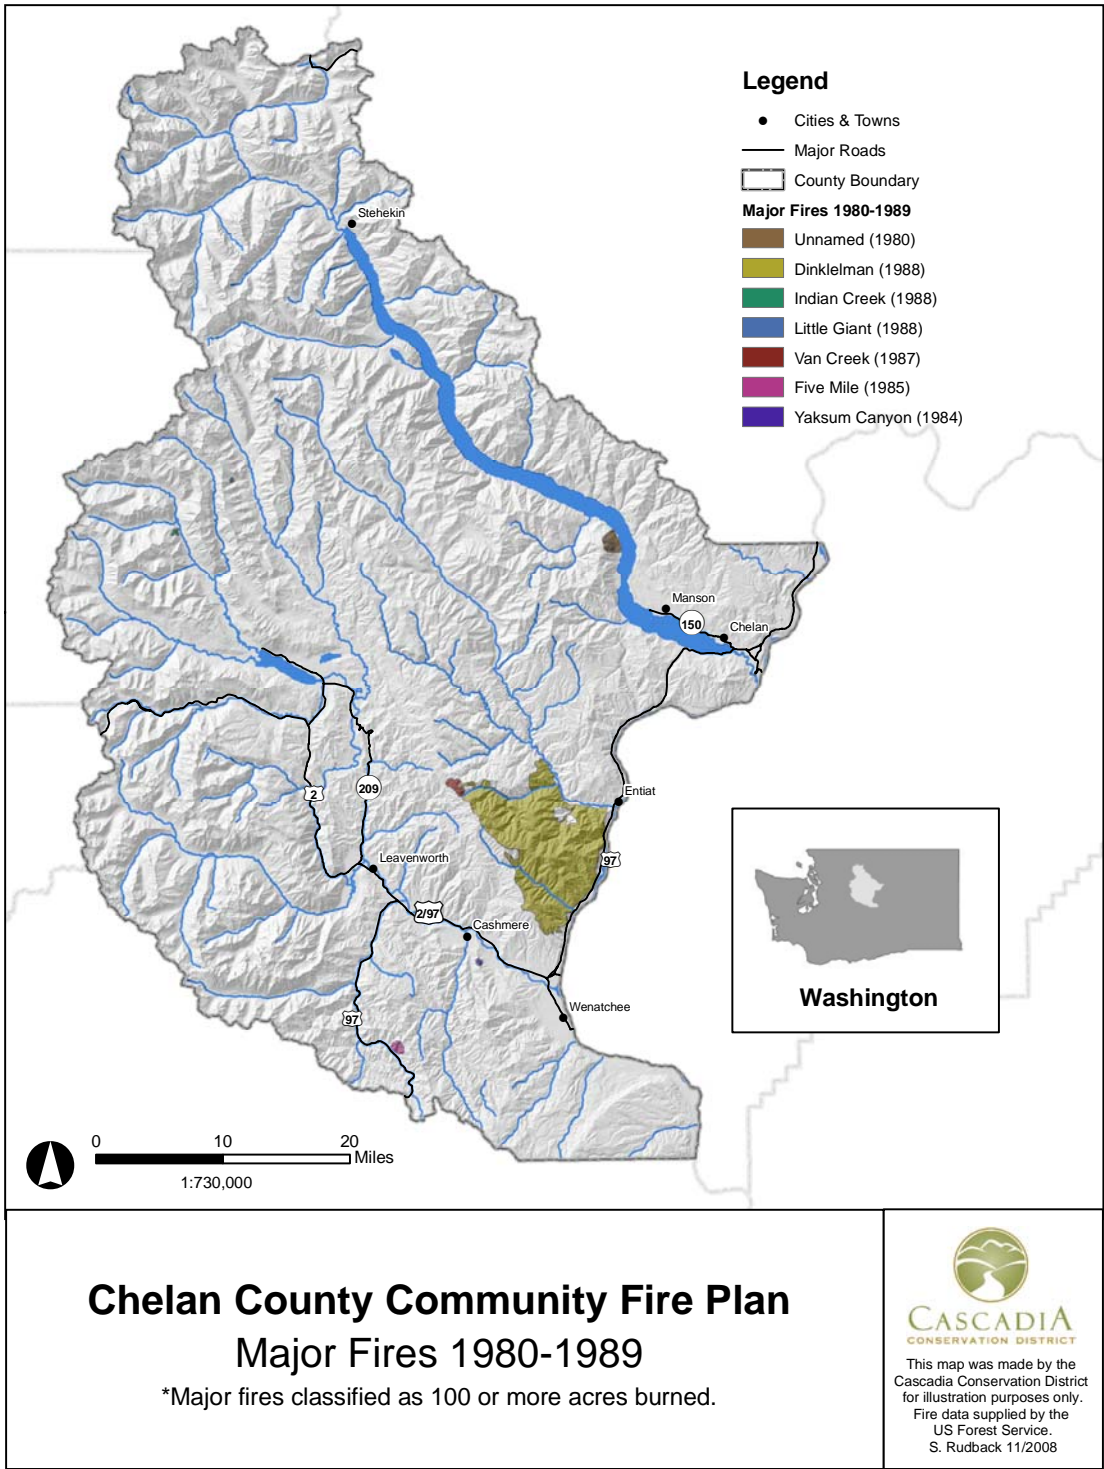 Legend
Cities & Towns
Major Roads
County Boundary
Major Fires 1980-1989
Unnamed (1980)
Dinklelman (1988)
Indian Creek (1988)
Little Giant (1988)
Van Creek (1987)
Five Mile (1985)
Yaksum Canyon (1984)
Stehekin
Manson
150
Chelan
Entiat
2
209
97
Leavenworth
2/97
Cashmere
Wenatchee
97
Washington
0 10 20
Miles
1:730,000
Chelan County Community Fire Plan
Major Fires 1980-1989
*Major fires classified as 100 or more acres burned.
CASCADIA
CONSERVATION DISTRICT
This map was made by the
Cascadia Conservation District
for illustration purposes only.
Fire data supplied by the
US Forest Service.
S. Rudback 11/2008